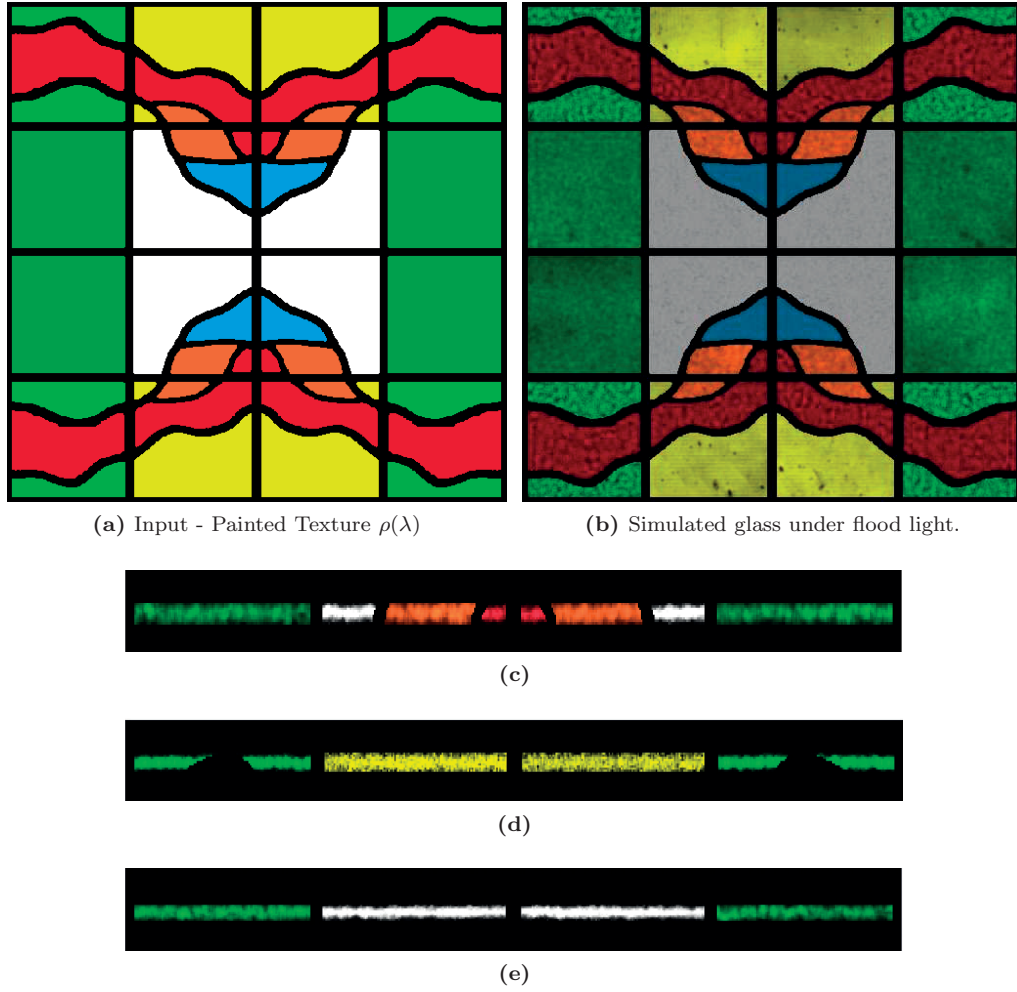 (a) Input - Painted Texture ρ(λ)
(b) Simulated glass under flood light.
(c)
(d)
(e)